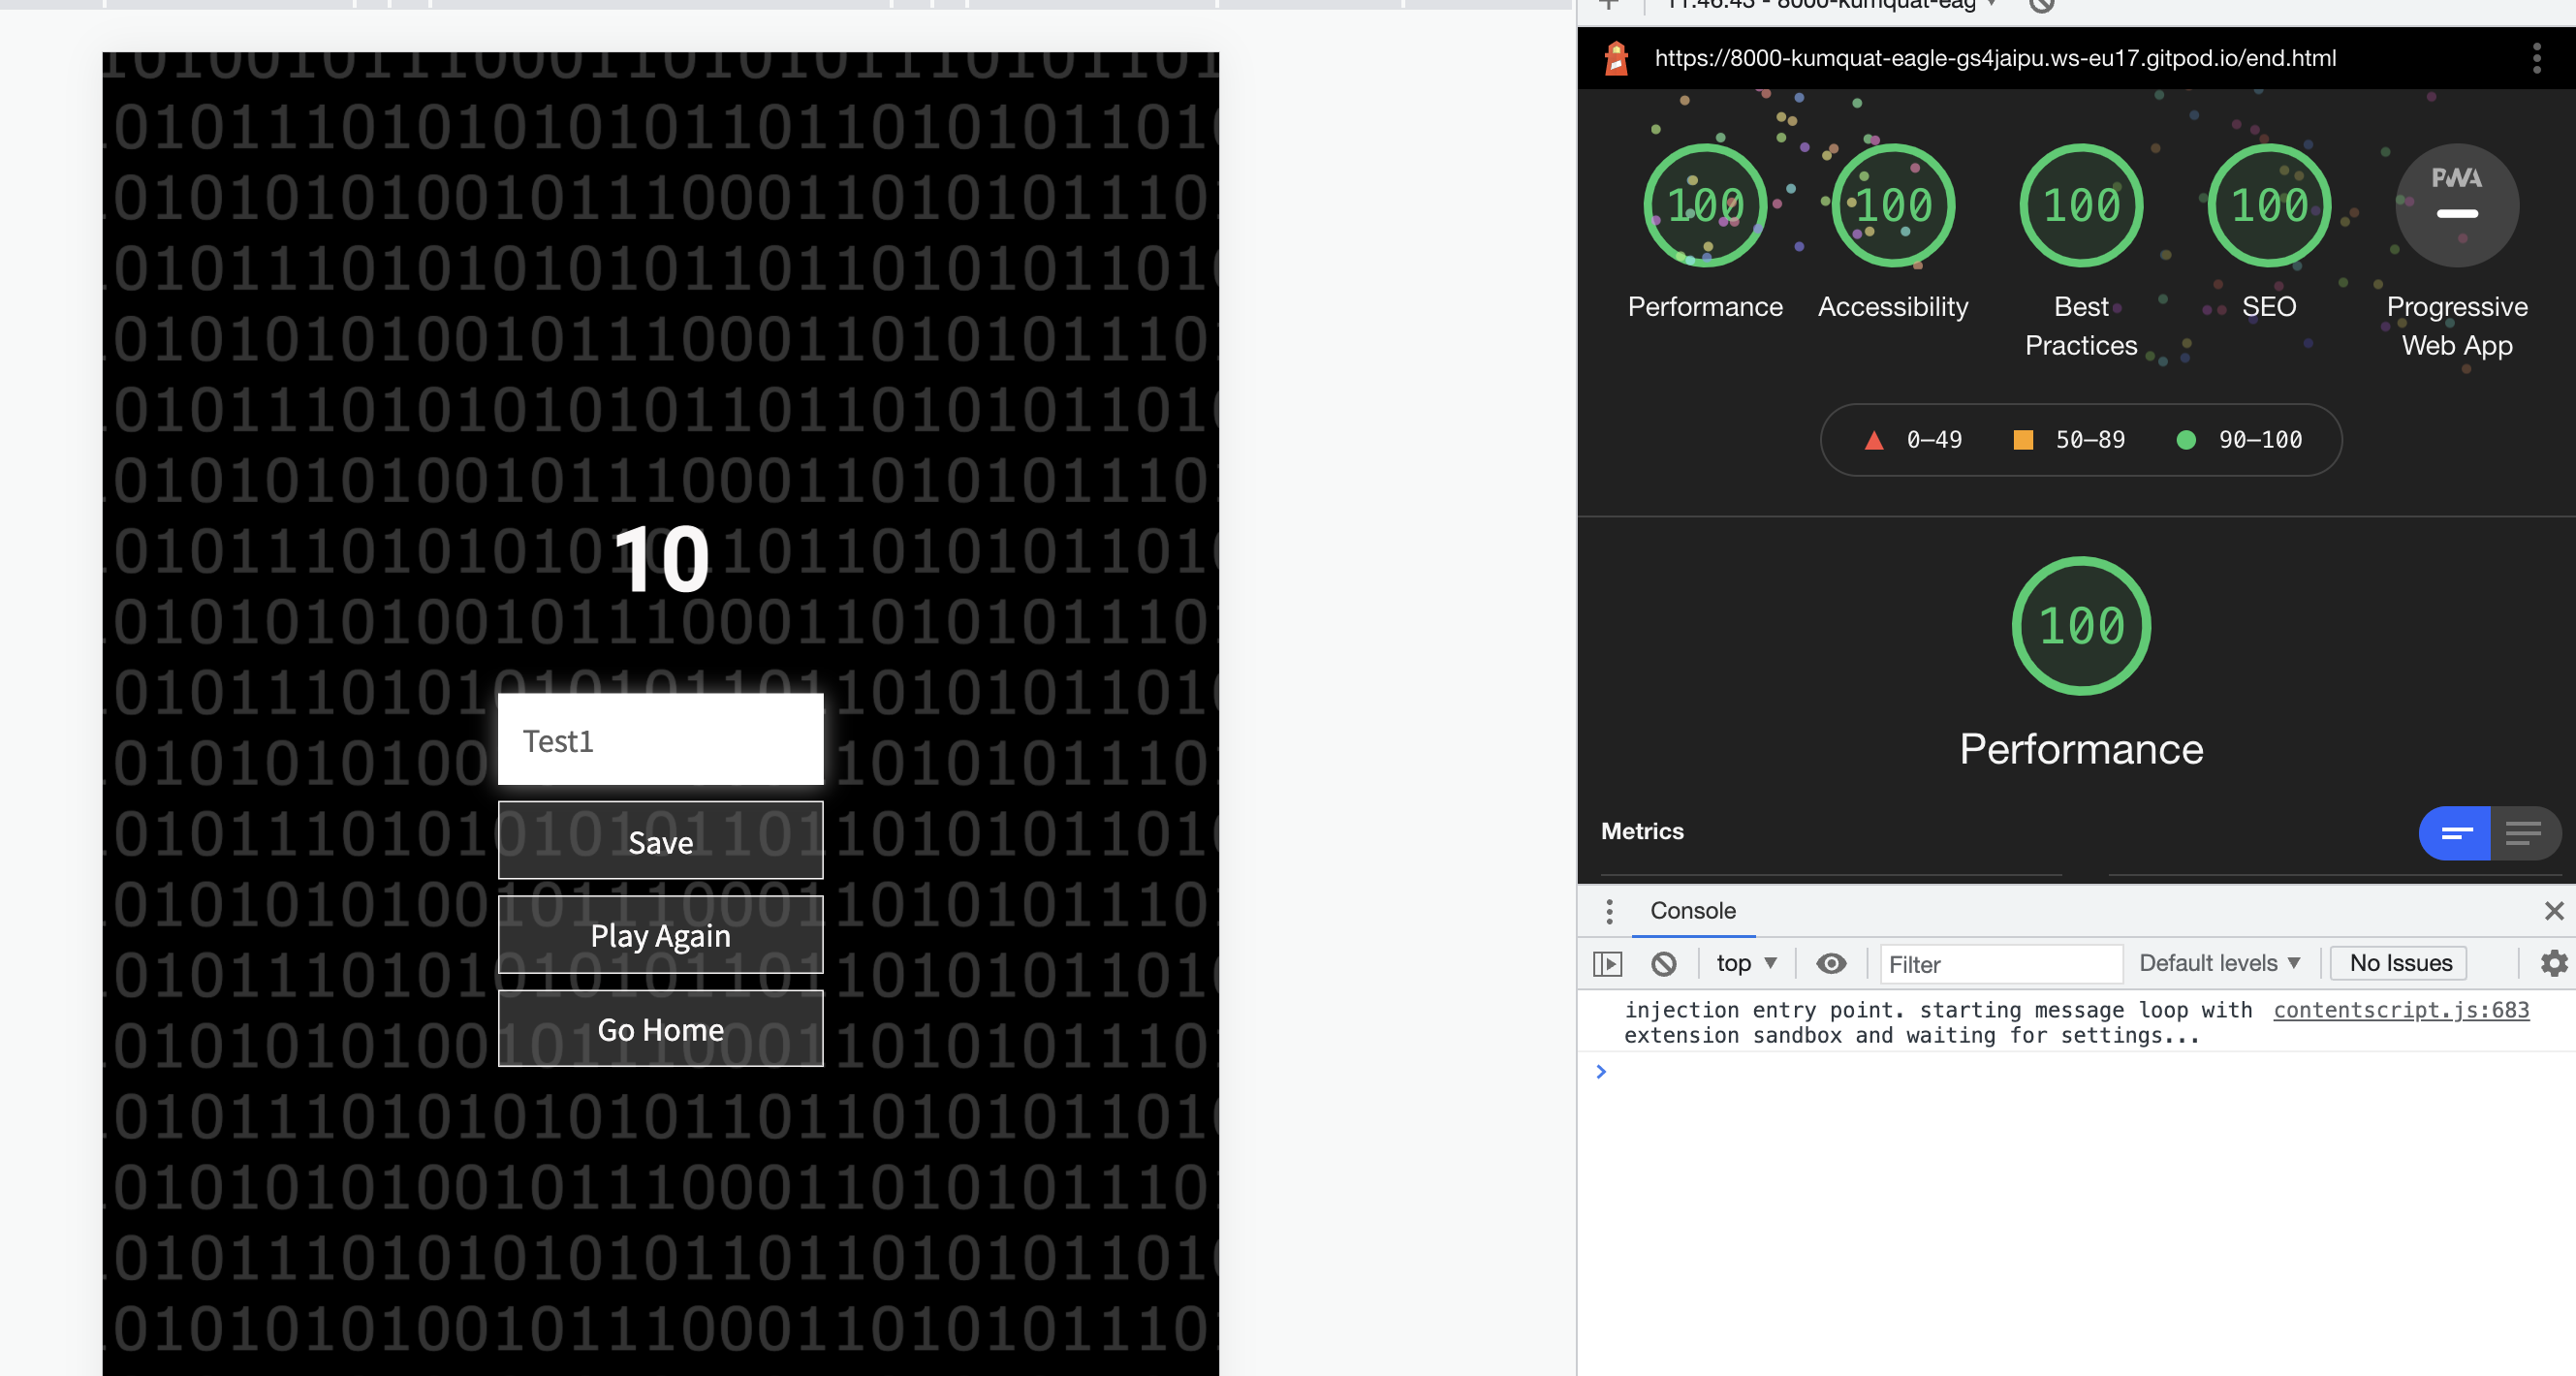 10
Test1
Save
Play Again
Go Home
11:46:43 - 8000-kumquat-eag
https://8000-kumquat-eagle-gs4jaipu.ws-eu17.gitpod.io/end.html
100
100
100
100
PWA
Performance
Accessibility
Best
Practices
SEO
Progressive
Web App
0–49
50–89
90–100
100
Performance
Metrics
Console
top
Filter
Default levels
No Issues
injection entry point. starting message loop with contentscript.js:683
extension sandbox and waiting for settings...